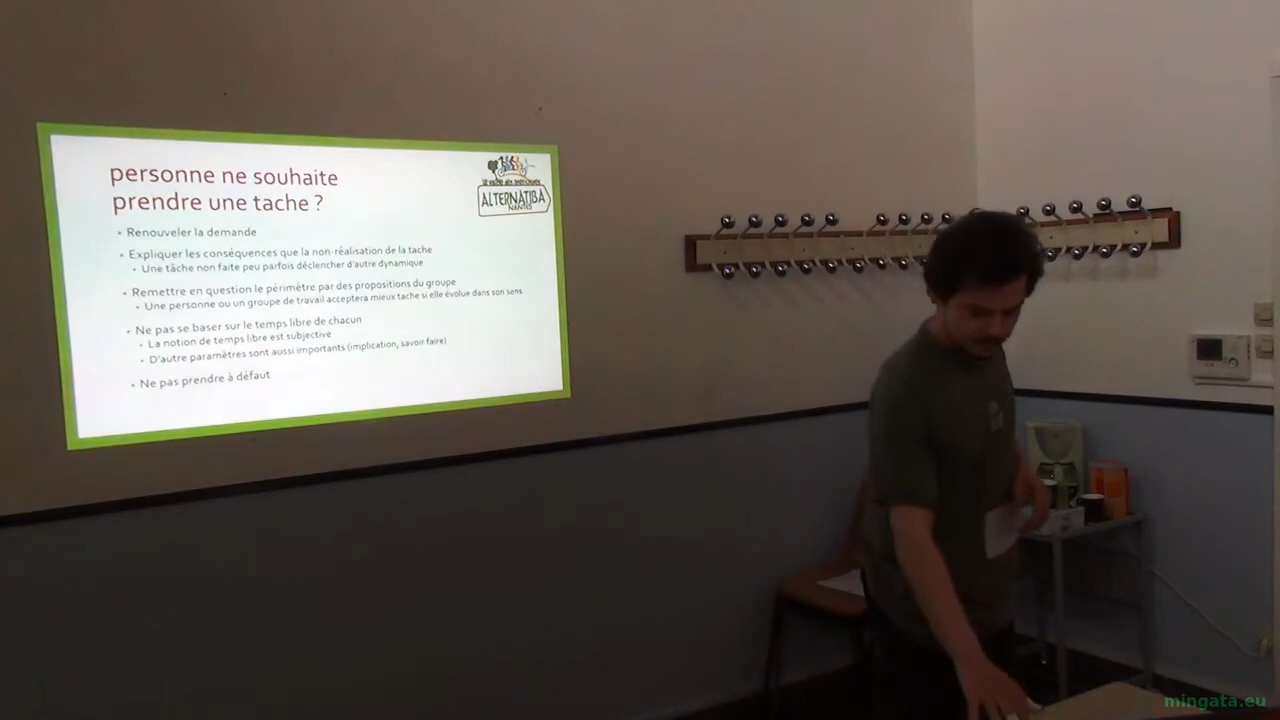 personne ne souhaite
prendre une tache ?
• Renouveler la demande
• Expliquer les conséquences que la non-réalisation de la tache
• Une tâche non faite peu parfois déclencher d'autre dynamique
• Remettre en question le périmètre par des propositions du groupe
• Une personne ou un groupe de travail acceptera mieux tache si elle évolue dans son sens
• Ne pas se baser sur le temps libre de chacun
• La notion de temps libre est subjective
• D'autre paramètres sont aussi importants (implication, savoir faire)
• Ne pas prendre à défaut
ALTERNATIBA
NANTES
mingata.eu